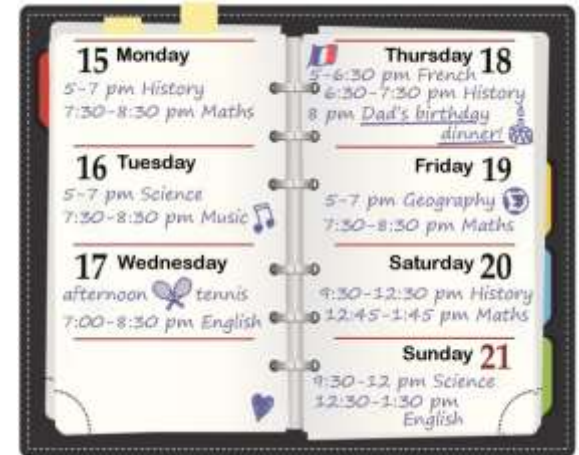 15 Monday
5-7 pm History
7:30-8:30 pm Maths
16 Tuesday
5-7 pm Science
7:30-8:30 pm Music
17 Wednesday
afternoon tennis
7:00-8:30 pm English
Thursday 18
5-6:30 pm French
6:30-7:30 pm History
8 pm Dad's birthday
dinner!
Friday 19
5-7 pm Geography
7:30-8:30 pm Maths
Saturday 20
9:30-12:30 pm History
12:45-1:45 pm Maths
Sunday 21
9:30-12 pm Science
12:30-1:30 pm
English